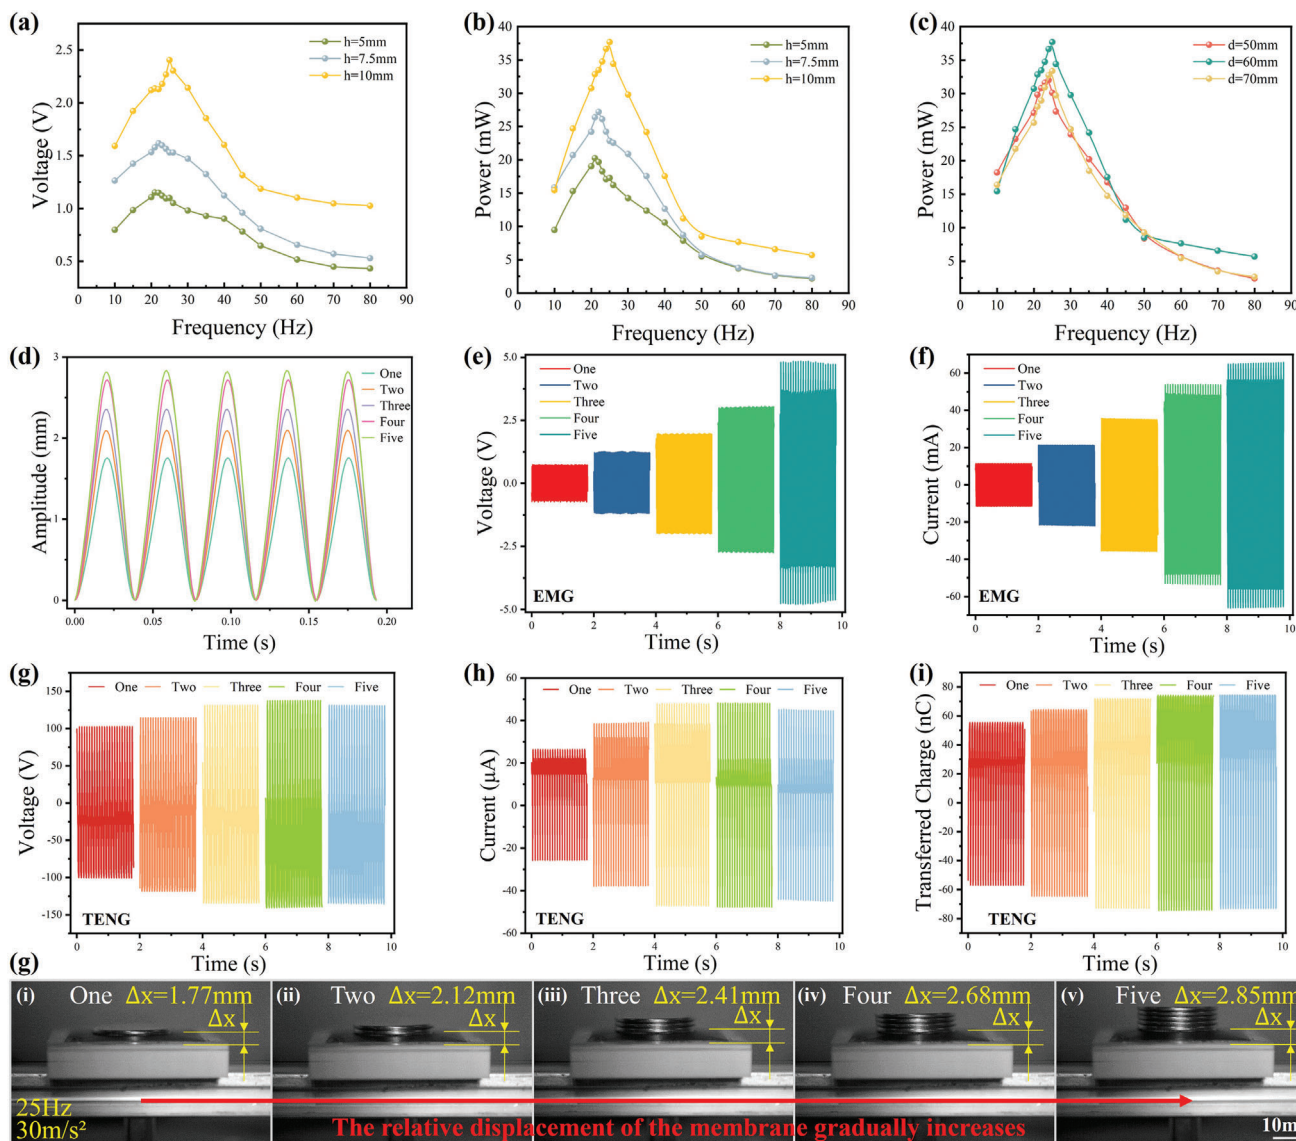 (a)
h=5mm
h=7.5mm
h=10mm
2.5
2.0
1.5
1.0
0.5
Voltage (V)
0 10 20 30 40 50 60 70 80 90
Frequency (Hz)
(b)
h=5mm
h=7.5mm
h=10mm
40
35
30
25
20
15
10
5
0
Power (mW)
0 10 20 30 40 50 60 70 80 90
Frequency (Hz)
(c)
d=50mm
d=60mm
d=70mm
40
35
30
25
20
15
10
5
0
Power (mW)
0 10 20 30 40 50 60 70 80 90
Frequency (Hz)
(d)
One
Two
Three
Four
Five
3
2
1
0
Amplitude (mm)
0.00 0.05 0.10 0.15 0.20
Time (s)
(e)
One
Two
Three
Four
Five
5.0
2.5
0.0
-2.5
-5.0
Voltage (V)
EMG
0 2 4 6 8 10
Time (s)
(f)
One
Two
Three
Four
Five
60
40
20
0
-20
-40
-60
Current (mA)
EMG
0 2 4 6 8 10
Time (s)
(g)
One Two Three Four Five
150
100
50
0
-50
-100
-150
Voltage (V)
TENG
0 2 4 6 8 10
Time (s)
(h)
One Two Three Four Five
60
40
20
0
-20
-40
-60
Current (μA)
TENG
0 2 4 6 8 10
Time (s)
(i)
One Two Three Four Five
80
60
40
20
0
-20
-40
-60
-80
Transferred Charge (nC)
TENG
0 2 4 6 8 10
Time (s)
(g)
(i) One Δx=1.77mm
Δx
(ii) Two Δx=2.12mm
Δx
(iii) Three Δx=2.41mm
Δx
(iv) Four Δx=2.68mm
Δx
(v) Five Δx=2.85mm
Δx
25Hz
30m/s²
The relative displacement of the membrane gradually increases
10m